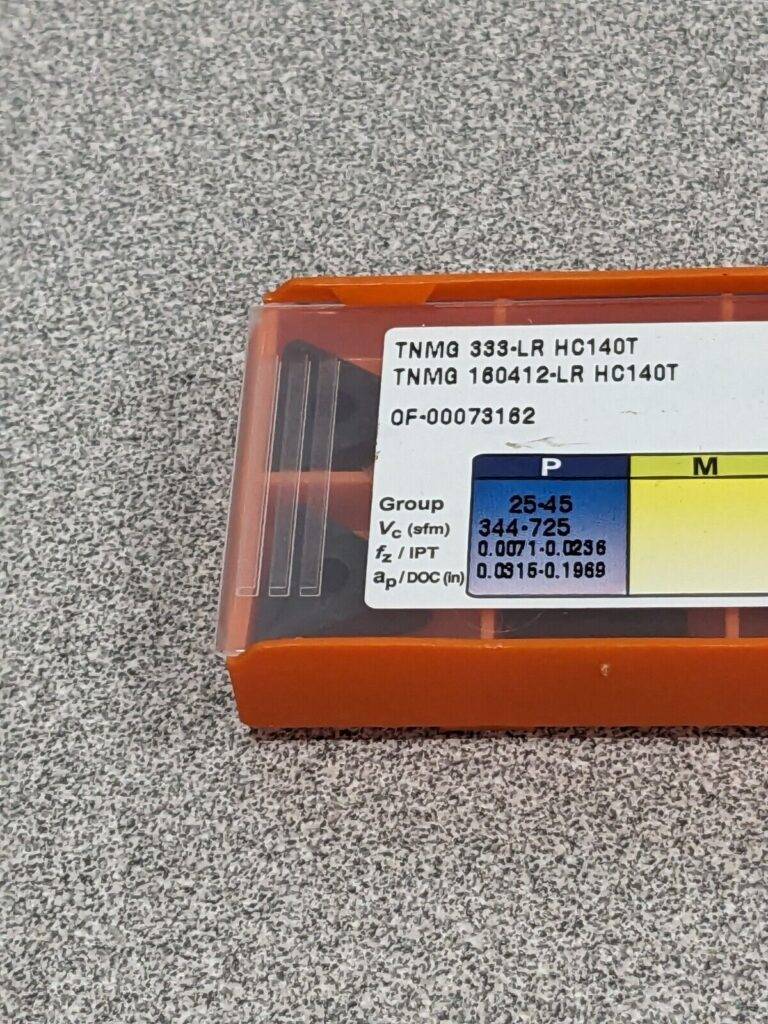 TNMG 333-LR HC140T
TNMG 160412-LR HC140T
OF-00073162
P M
Group 25-45
Vc (sfm) 344-725
fz / IPT 0.0071-0.0236
ap / DOC (in) 0.0315-0.1969